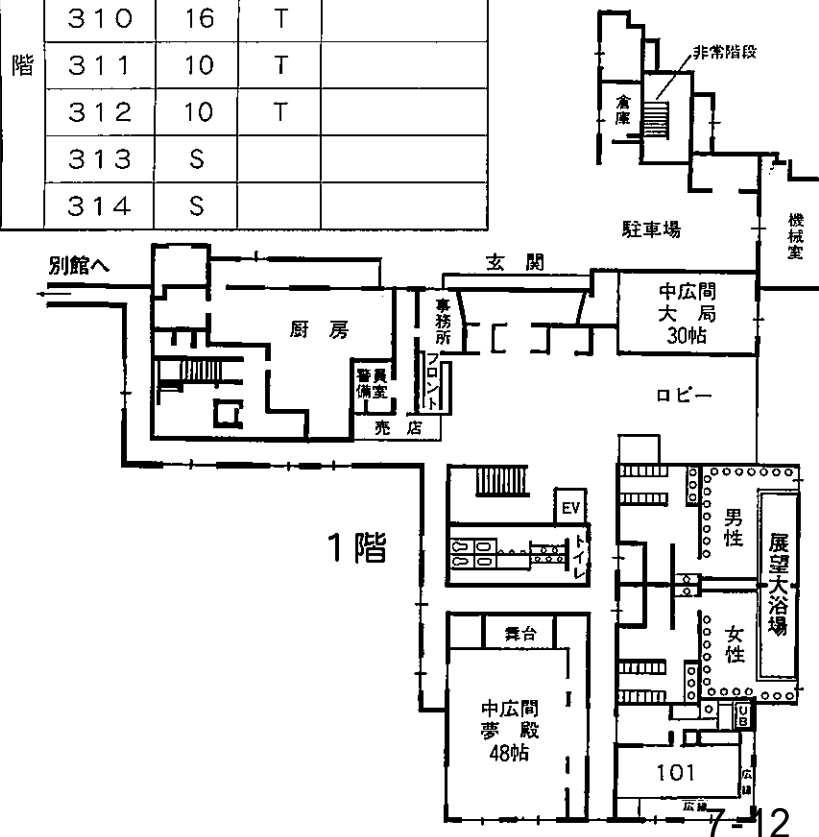 階
310 16 T
311 10 T
312 10 T
313 S
314 S
非常階段
倉庫
駐車場
機械室
別館へ
玄関
中広間
大局
30帖
事務所
厨房
警備員室
フロント
売店
ロビー
EV
トイレ
1階
男性
展望大浴場
女性
舞台
中広間
夢殿
48帖
UB
101
広縁
広縁
7-12